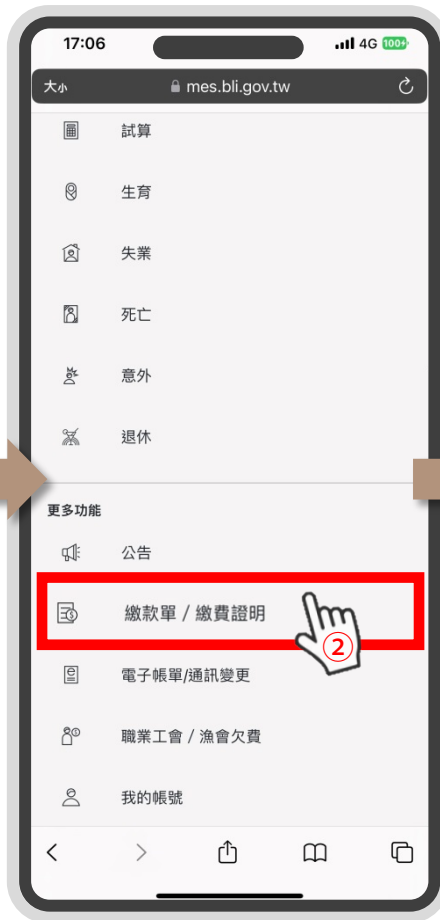 17:06
4G 100+
大小 mes.bli.gov.tw
試算
生育
失業
死亡
意外
退休
更多功能
公告
繳款單 / 繳費證明
②
電子帳單/通訊變更
職業工會 / 漁會欠費
我的帳號